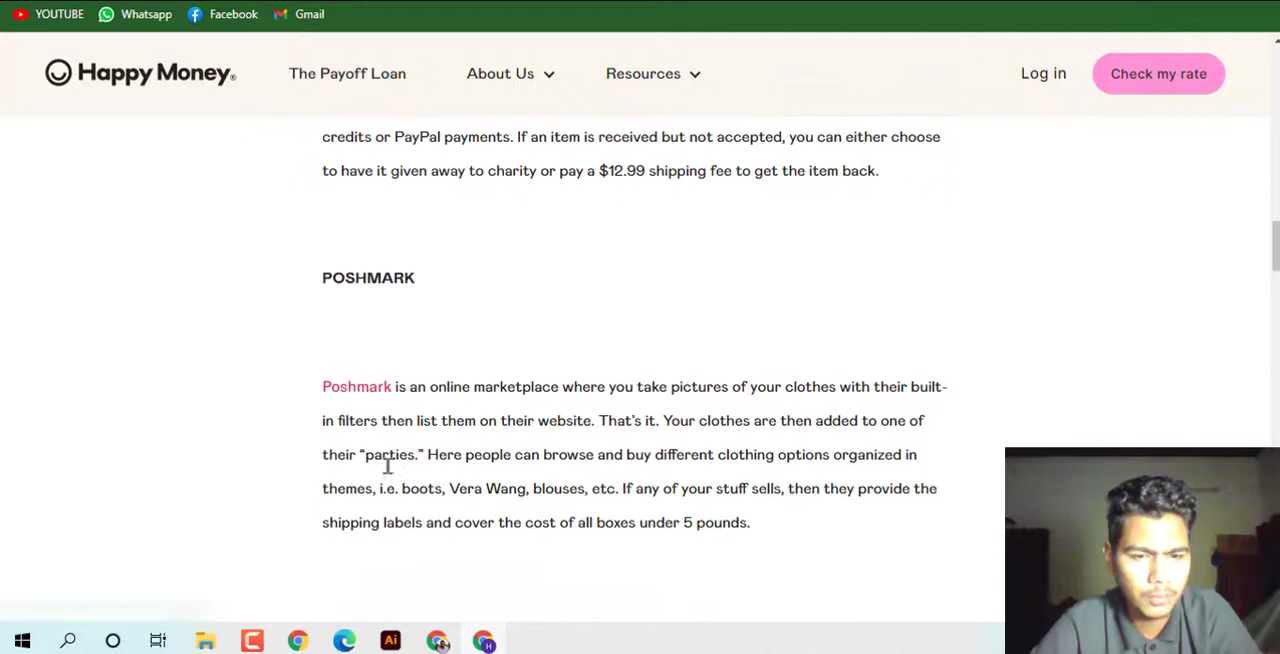 YOUTUBE Whatsapp Facebook Gmail
Happy Money® The Payoff Loan About Us Resources Log in Check my rate
credits or PayPal payments. If an item is received but not accepted, you can either choose
to have it given away to charity or pay a $12.99 shipping fee to get the item back.
POSHMARK
Poshmark is an online marketplace where you take pictures of your clothes with their built-
in filters then list them on their website. That’s it. Your clothes are then added to one of
their “parties.” Here people can browse and buy different clothing options organized in
themes, i.e. boots, Vera Wang, blouses, etc. If any of your stuff sells, then they provide the
shipping labels and cover the cost of all boxes under 5 pounds.
Ai H